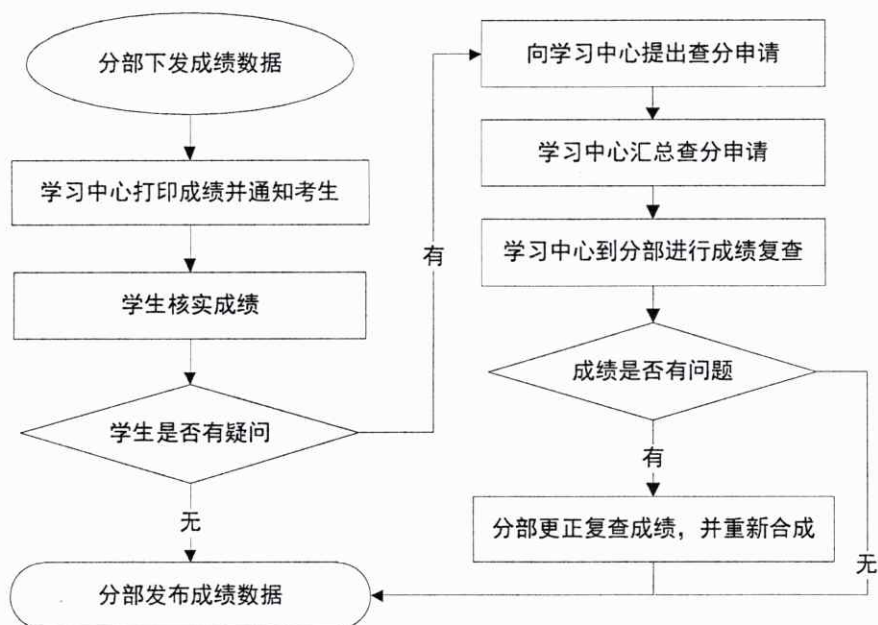 分部下发成绩数据
学习中心打印成绩并通知考生
学生核实成绩
学生是否有疑问
无
分部发布成绩数据
有
向学习中心提出查分申请
学习中心汇总查分申请
学习中心到分部进行成绩复查
成绩是否有问题
有
分部更正复查成绩，并重新合成
无